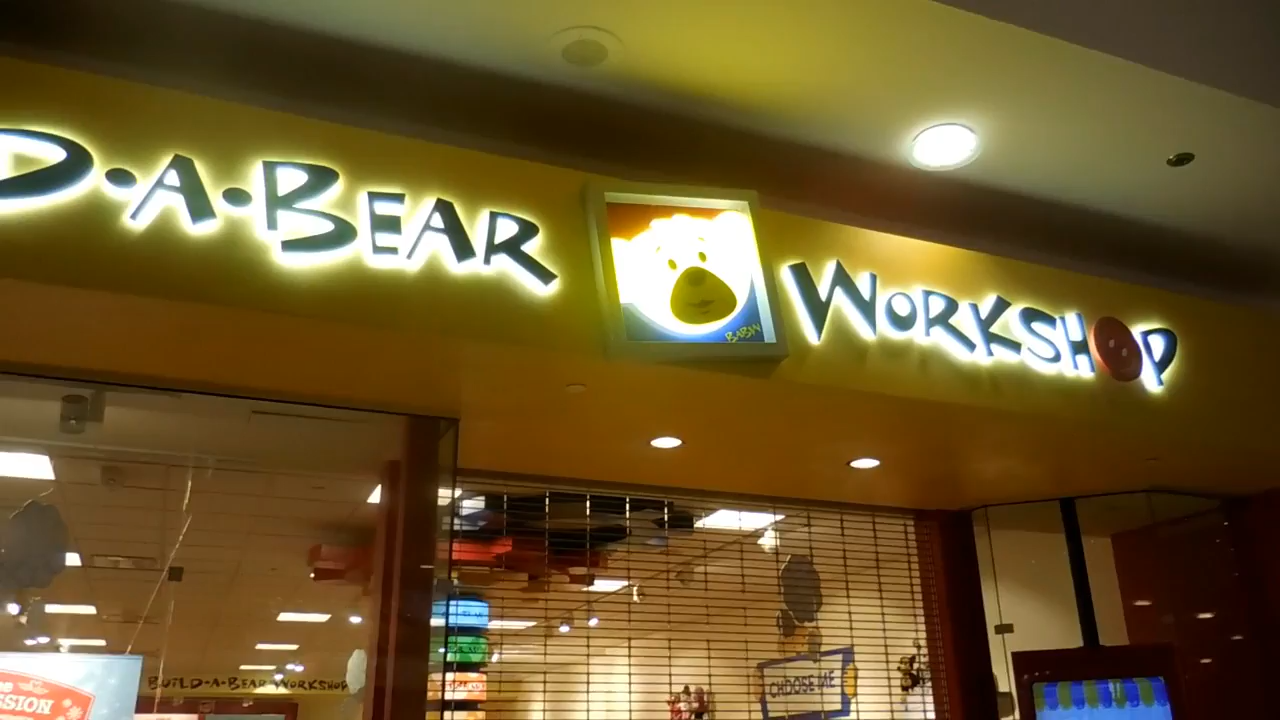 D•A•BEAR WORKSHOP
BABW
BUILD-A-BEAR WORKSHOP
CHOOSE ME
SSION